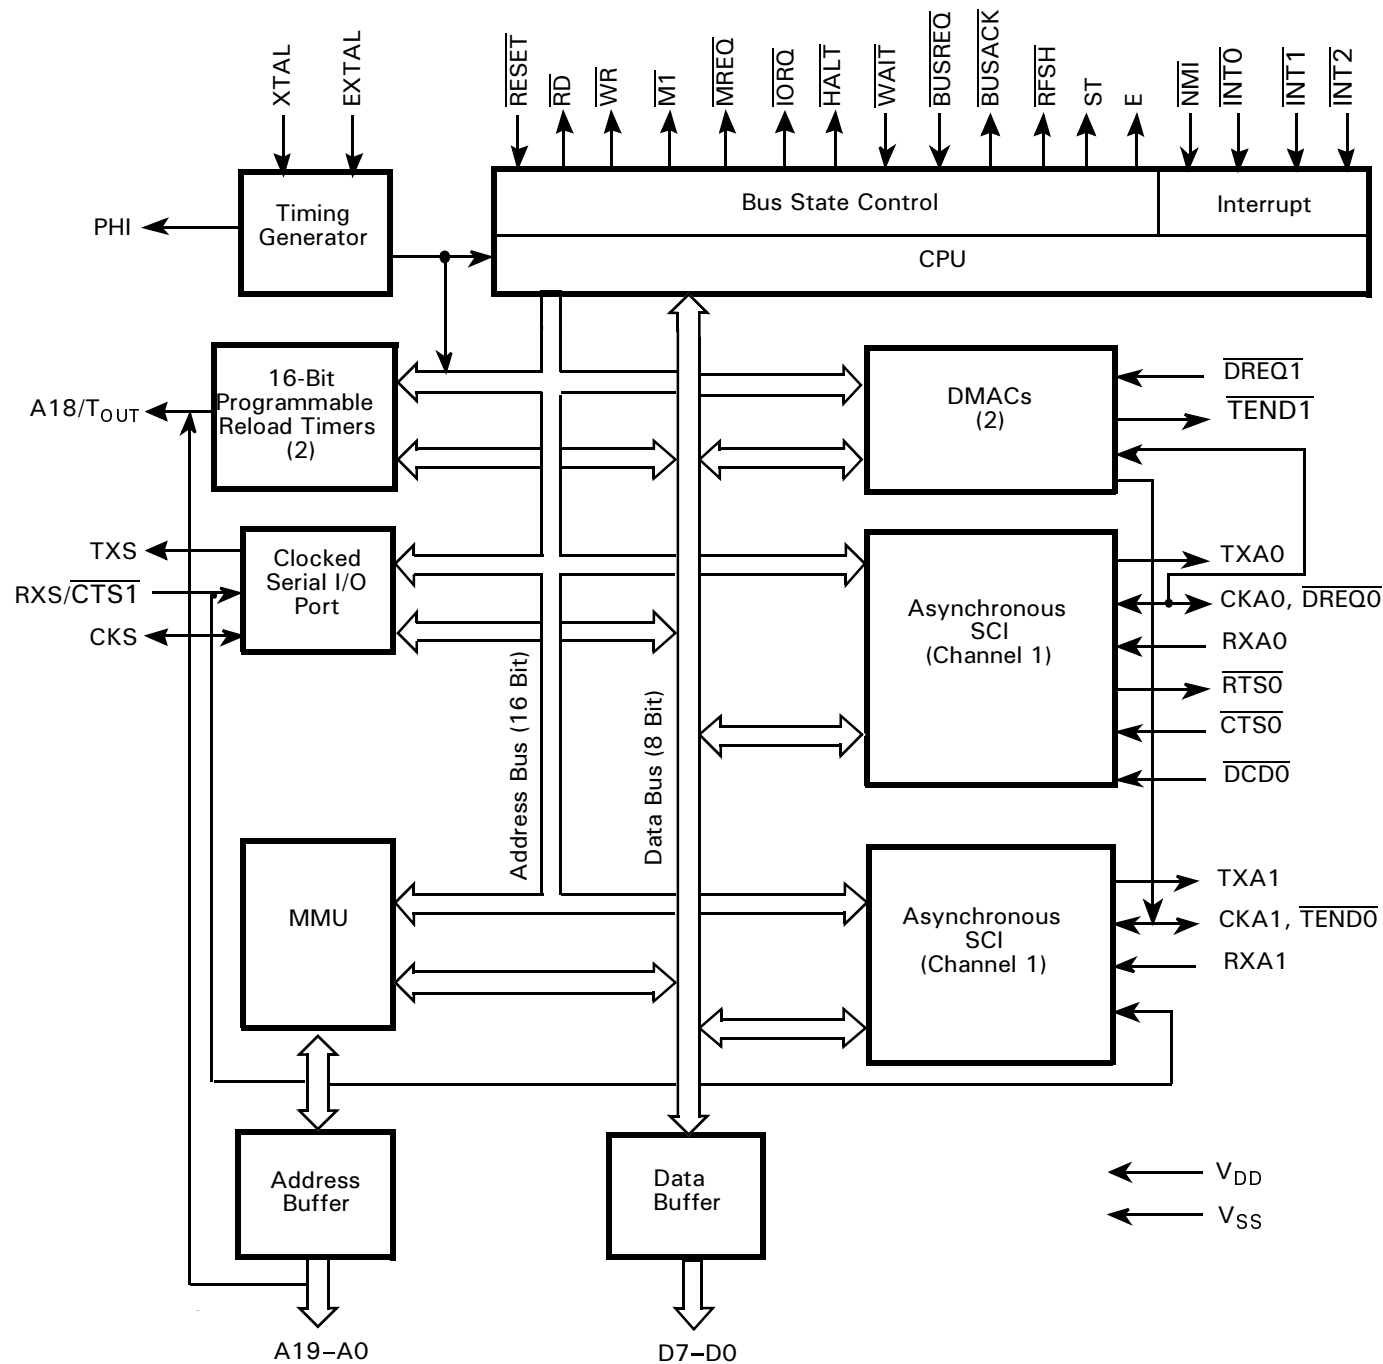 XTAL
EXTAL
RESET
RD
WR
M1
MREQ
IORQ
HALT
WAIT
BUSREQ
BUSACK
RFSH
ST
E
NMI
INT0
INT1
INT2
Timing
Generator
PHI
Bus State Control
Interrupt
CPU
16-Bit
Programmable
Reload Timers
(2)
A18/TOUT
DMACs
(2)
DREQ1
TEND1
TXS
RXS/CTS1
CKS
Clocked
Serial I/O
Port
Asynchronous
SCI
(Channel 1)
TXA0
CKA0, DREQ0
RXA0
RTS0
CTS0
DCD0
Address Bus (16 Bit)
Data Bus (8 Bit)
MMU
Asynchronous
SCI
(Channel 1)
TXA1
CKA1, TEND0
RXA1
Address
Buffer
Data
Buffer
VDD
VSS
A19–A0
D7–D0